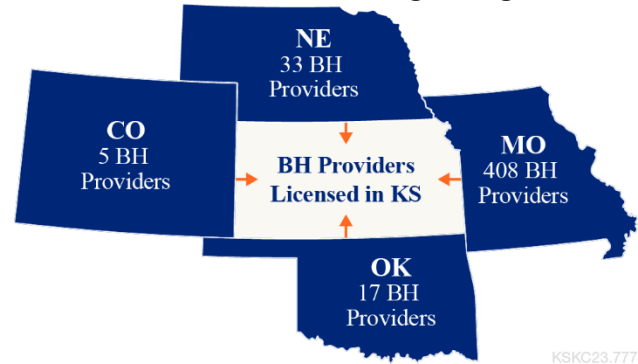 NE
33 BH
Providers
CO
5 BH
Providers
BH Providers
Licensed in KS
MO
408 BH
Providers
OK
17 BH
Providers
KSKC23.777